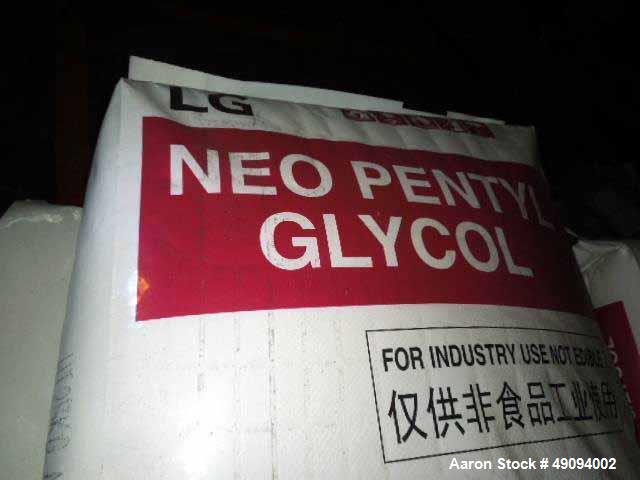 LG
NEO PENTYL
GLYCOL
FOR INDUSTRY USE NOT EDIBLE
仅供非食品工业使用
Aaron Stock # 49094002